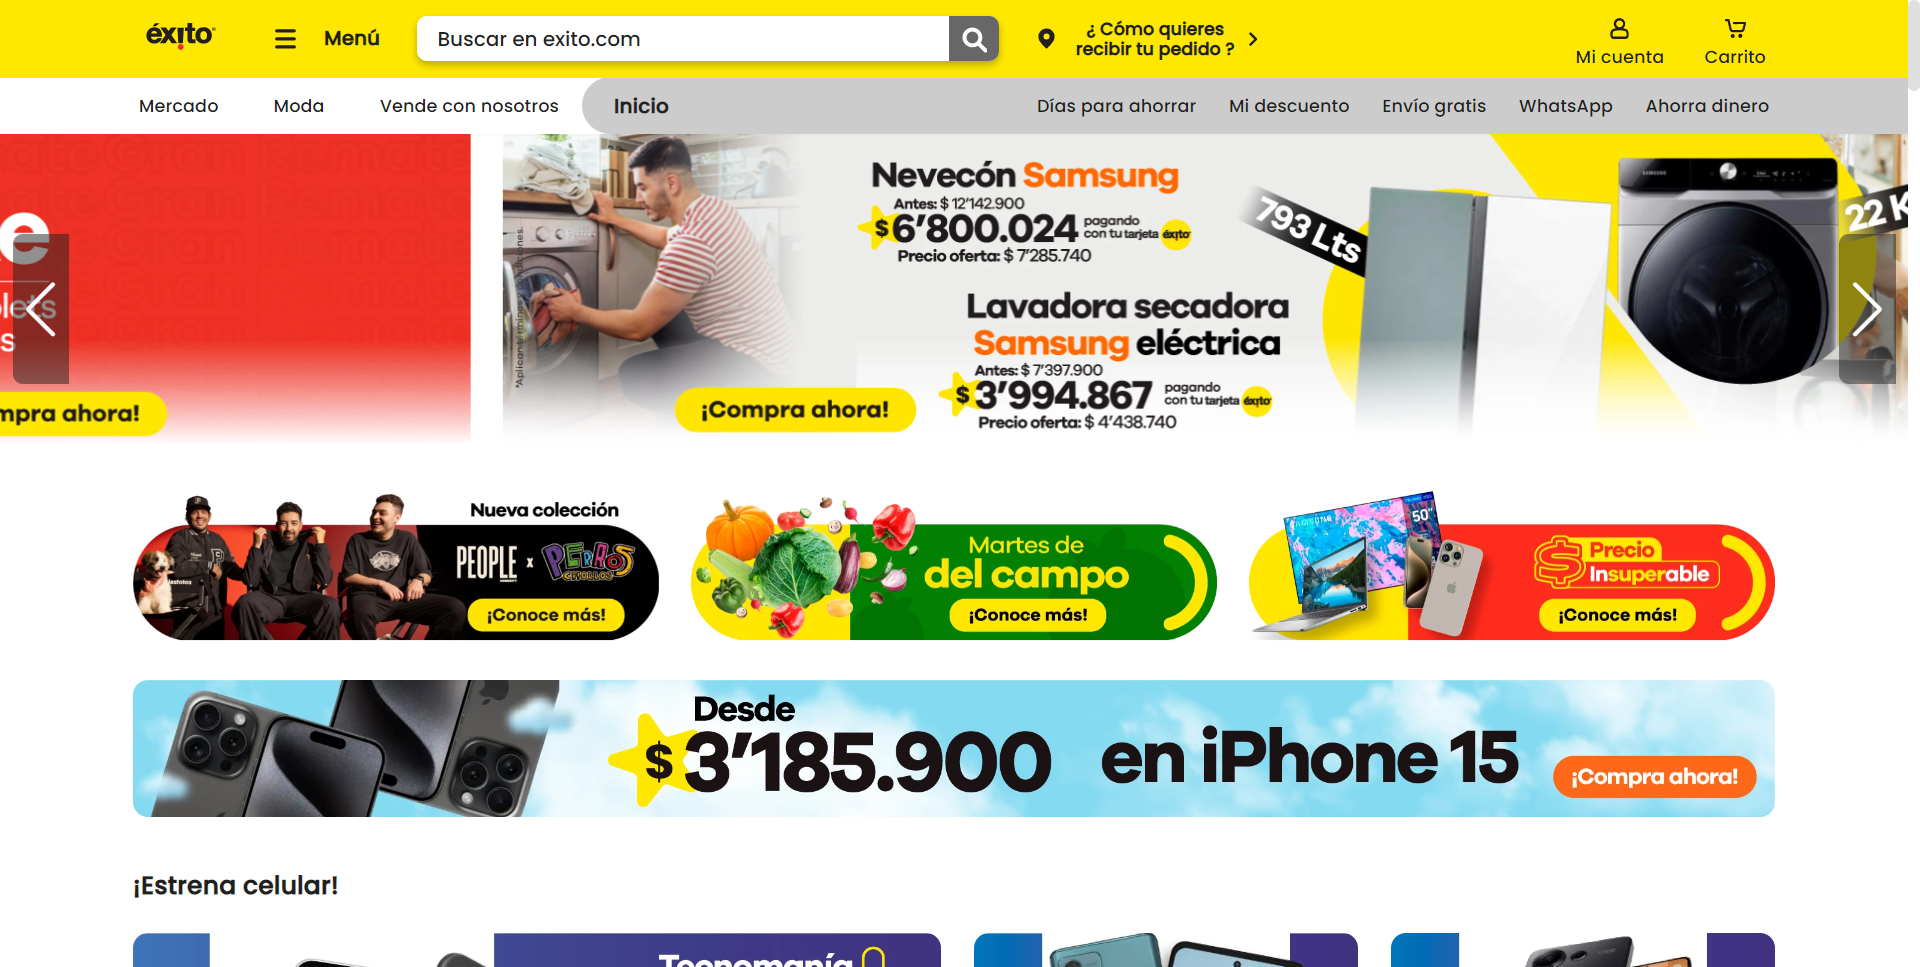 éxito
Menú
Buscar en exito.com
¿ Cómo quieres
recibir tu pedido ?
Mi cuenta
Carrito
Mercado
Moda
Vende con nosotros
Inicio
Días para ahorrar
Mi descuento
Envío gratis
WhatsApp
Ahorra dinero
¡Compra ahora!
Nevecón Samsung
Antes: $ 12'142.900
$ 6'800.024 pagando
con tu tarjeta éxito
Precio oferta: $ 7'285.740
Lavadora secadora
Samsung eléctrica
Antes: $ 7'397.900
$ 3'994.867 pagando
con tu tarjeta éxito
Precio oferta: $ 4'438.740
793 Lts
22 K
SAMSUNG
Nueva colección
PEOPLE x PERROS
CRIOLLOS
¡Conoce más!
Martes de
del campo
¡Conoce más!
SAMSUNG
50"
Precio
Insuperable
¡Conoce más!
Desde
$ 3'185.900 en iPhone 15
¡Compra ahora!
¡Estrena celular!
Tecnomanía